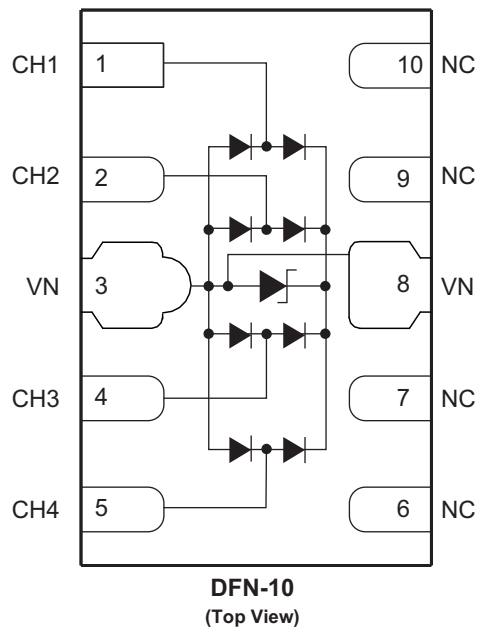 CH1 1 10 NC
CH2 2 9 NC
VN 3 8 VN
CH3 4 7 NC
CH4 5 6 NC
DFN-10
(Top View)